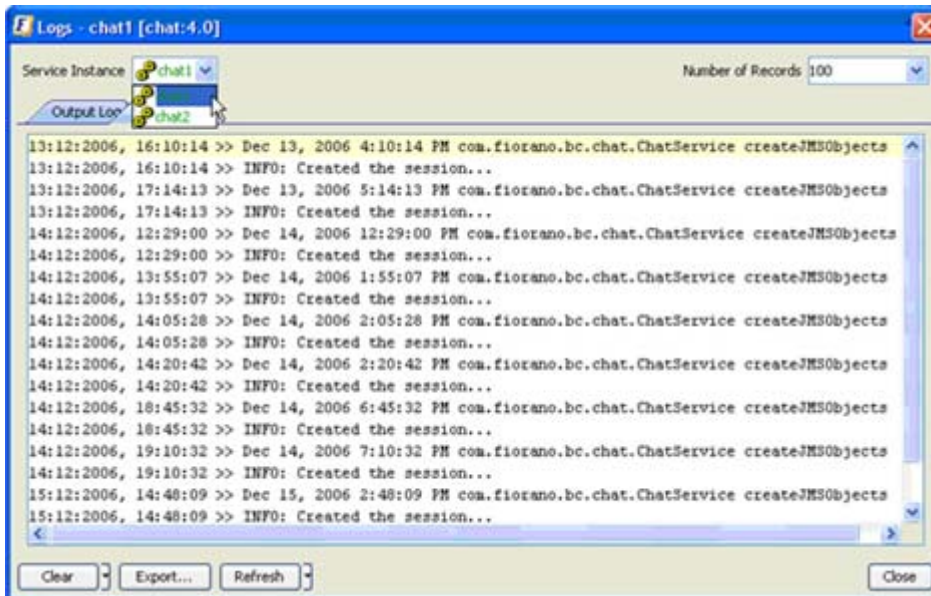 Logs - chat1 [chat:4.0]
Service Instance chat1 Number of Records 100
chat2
Output Log
13:12:2006, 16:10:14 >> Dec 13, 2006 4:10:14 PM com.fiorano.bc.chat.ChatService createJMSObjects
13:12:2006, 16:10:14 >> INFO: Created the session...
13:12:2006, 17:14:13 >> Dec 13, 2006 5:14:13 PM com.fiorano.bc.chat.ChatService createJMSObjects
13:12:2006, 17:14:13 >> INFO: Created the session...
14:12:2006, 12:29:00 >> Dec 14, 2006 12:29:00 PM com.fiorano.bc.chat.ChatService createJMSObjects
14:12:2006, 12:29:00 >> INFO: Created the session...
14:12:2006, 13:55:07 >> Dec 14, 2006 1:55:07 PM com.fiorano.bc.chat.ChatService createJMSObjects
14:12:2006, 13:55:07 >> INFO: Created the session...
14:12:2006, 14:05:28 >> Dec 14, 2006 2:05:28 PM com.fiorano.bc.chat.ChatService createJMSObjects
14:12:2006, 14:05:28 >> INFO: Created the session...
14:12:2006, 14:20:42 >> Dec 14, 2006 2:20:42 PM com.fiorano.bc.chat.ChatService createJMSObjects
14:12:2006, 14:20:42 >> INFO: Created the session...
14:12:2006, 18:45:32 >> Dec 14, 2006 6:45:32 PM com.fiorano.bc.chat.ChatService createJMSObjects
14:12:2006, 18:45:32 >> INFO: Created the session...
14:12:2006, 19:10:32 >> Dec 14, 2006 7:10:32 PM com.fiorano.bc.chat.ChatService createJMSObjects
14:12:2006, 19:10:32 >> INFO: Created the session...
15:12:2006, 14:48:09 >> Dec 15, 2006 2:48:09 PM com.fiorano.bc.chat.ChatService createJMSObjects
15:12:2006, 14:48:09 >> INFO: Created the session...
Clear Export... Refresh Close